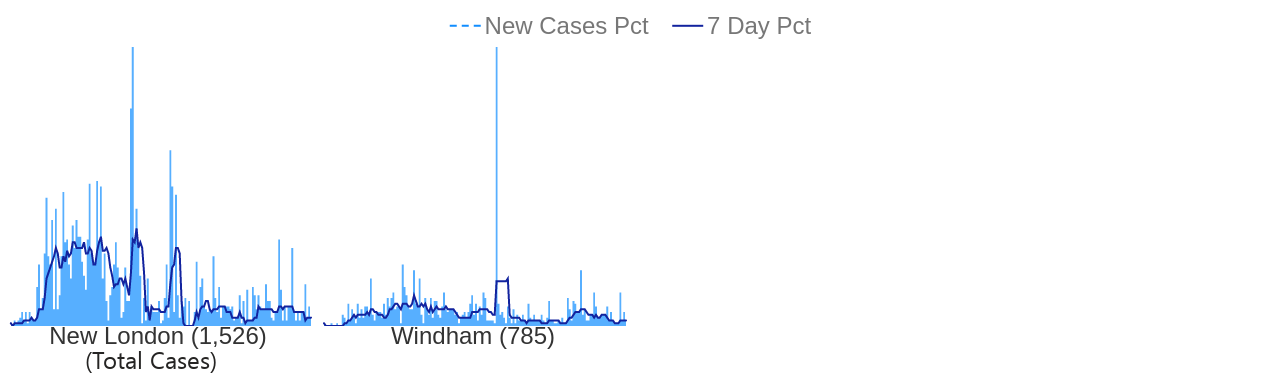 New Cases Pct 7 Day Pct
New London (1,526) Windham (785)
(Total Cases)